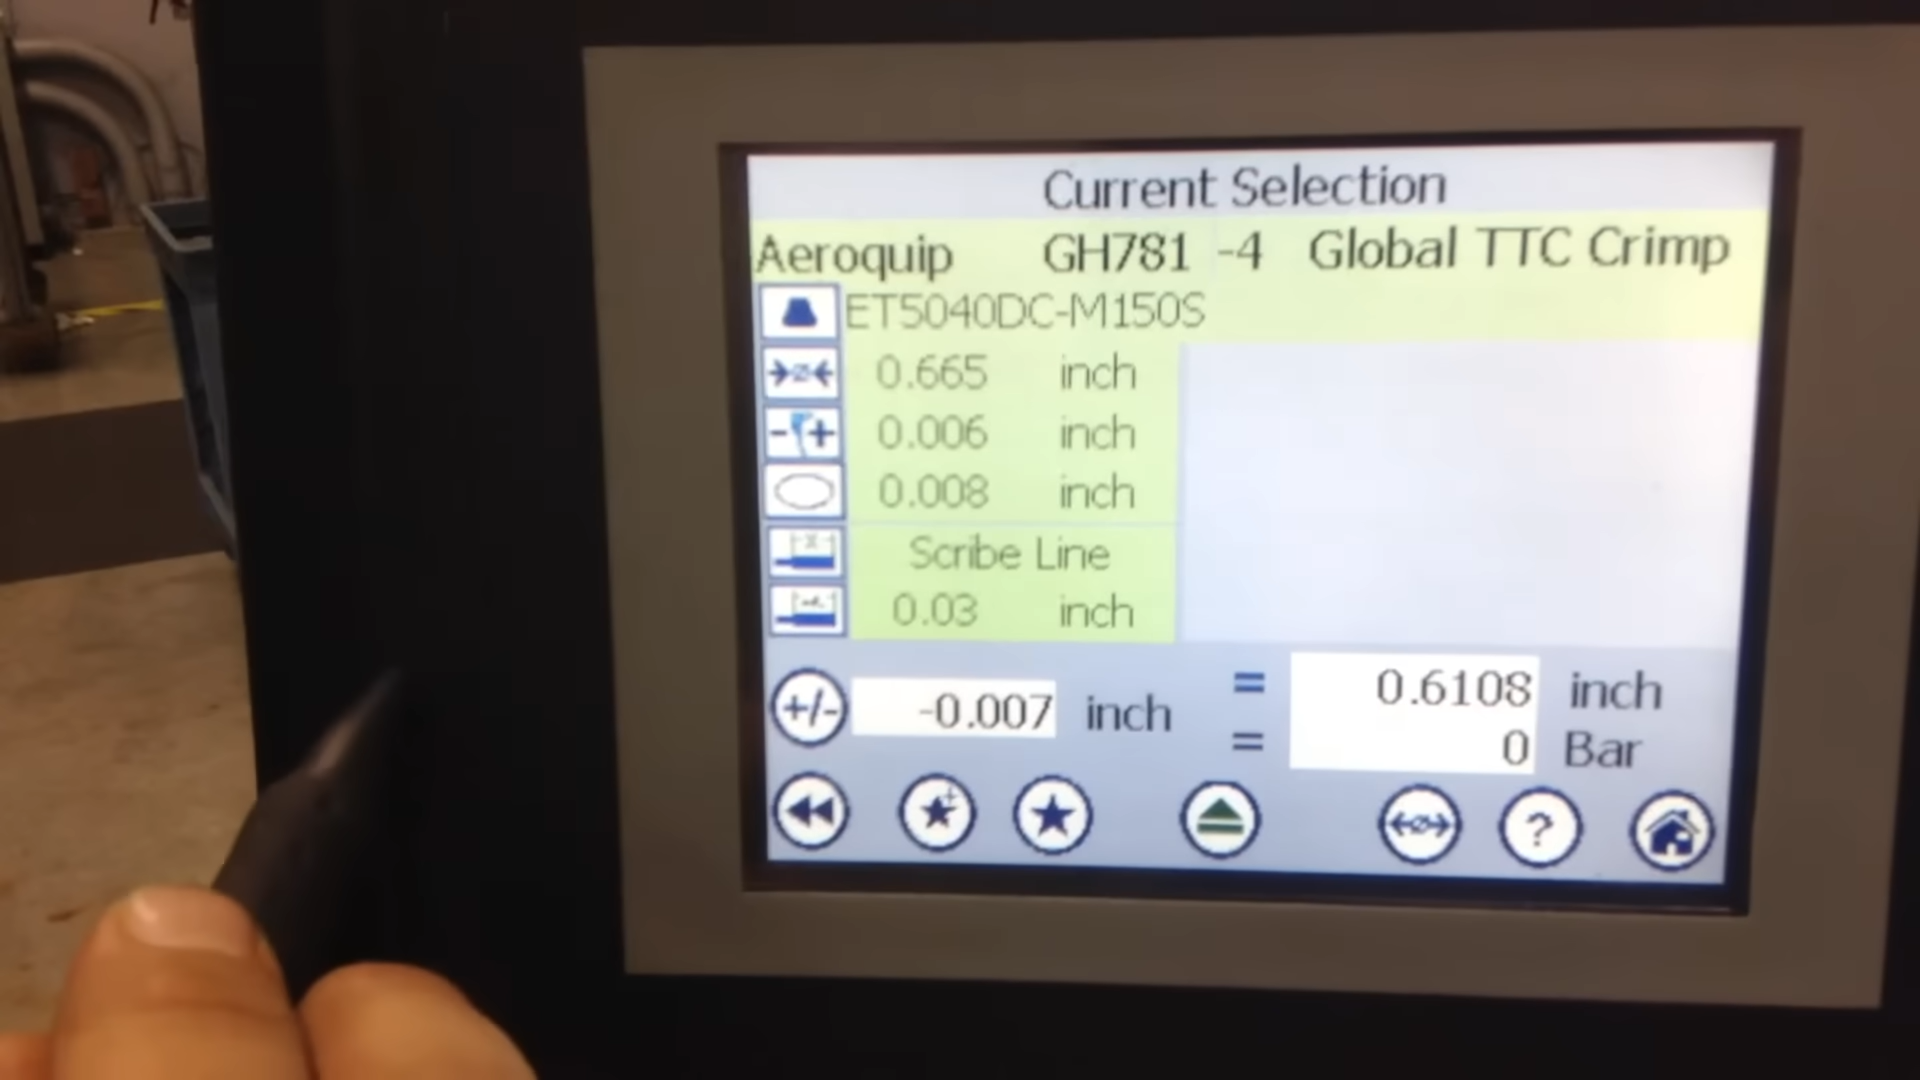 Current Selection
Aeroquip GH781 -4 Global TTC Crimp
ET5040DC-M150S
0.665 inch
0.006 inch
- + 0.008 inch
Scribe Line
0.03 inch
+/- -0.007 inch = 0.6108 inch
= 0 Bar
?